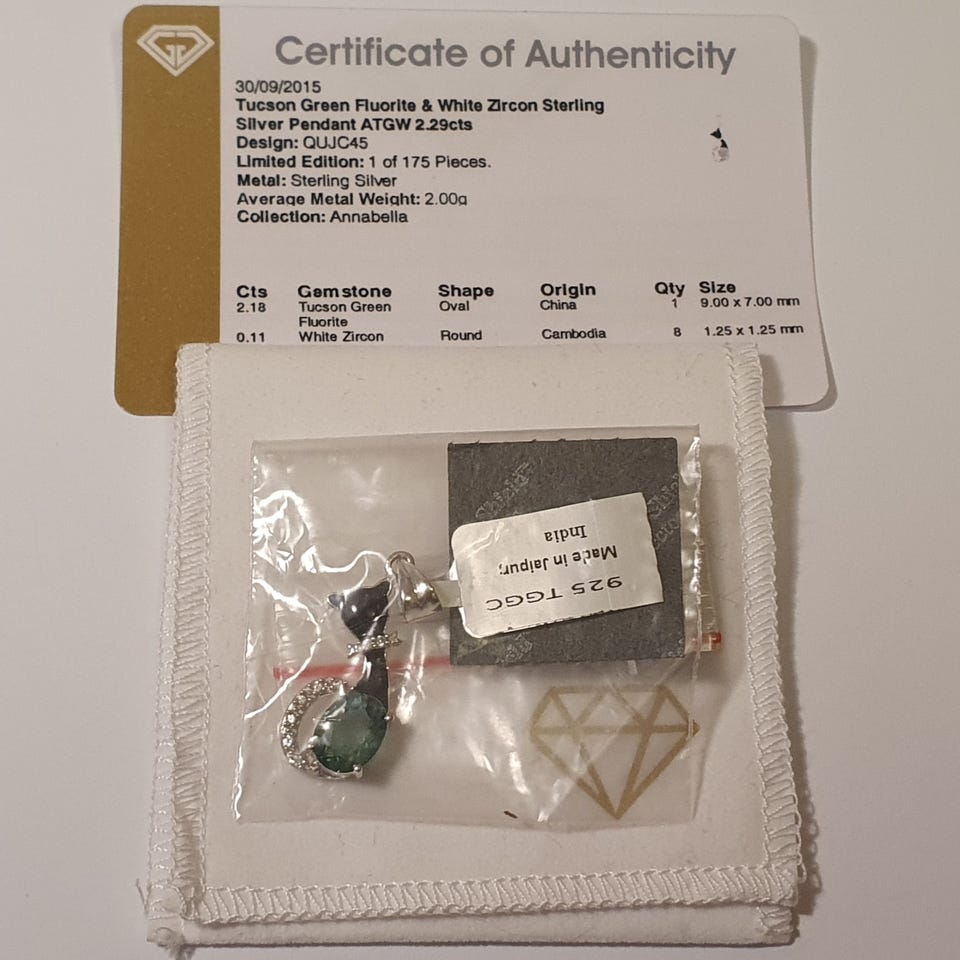 Certificate of Authenticity
30/09/2015
Tucson Green Fluorite & White Zircon Sterling
Silver Pendant ATGW 2.29cts
Design: QUJC45
Limited Edition: 1 of 175 Pieces.
Metal: Sterling Silver
Average Metal Weight: 2.00g
Collection: Annabella
Cts Gemstone Shape Origin Qty Size
2.18 Tucson Green Oval China 1 9.00 x 7.00 mm
Fluorite
0.11 White Zircon Round Cambodia 8 1.25 x 1.25 mm
925 TGGC
Made in Jaipur,
India
Shield